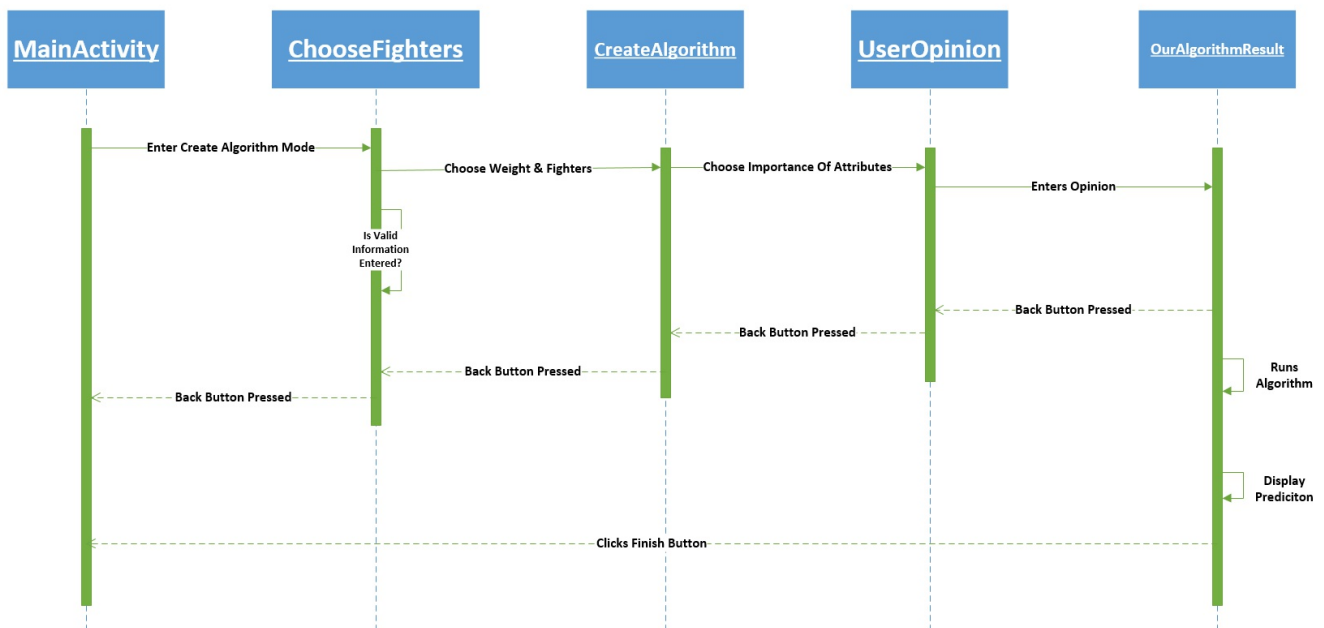 MainActivity
ChooseFighters
CreateAlgorithm
UserOpinion
OurAlgorithmResult
Enter Create Algorithm Mode
Choose Weight & Fighters
Choose Importance Of Attributes
Enters Opinion
Is Valid
Information
Entered?
Back Button Pressed
Back Button Pressed
Back Button Pressed
Back Button Pressed
Runs
Algorithm
Display
Prediciton
Clicks Finish Button